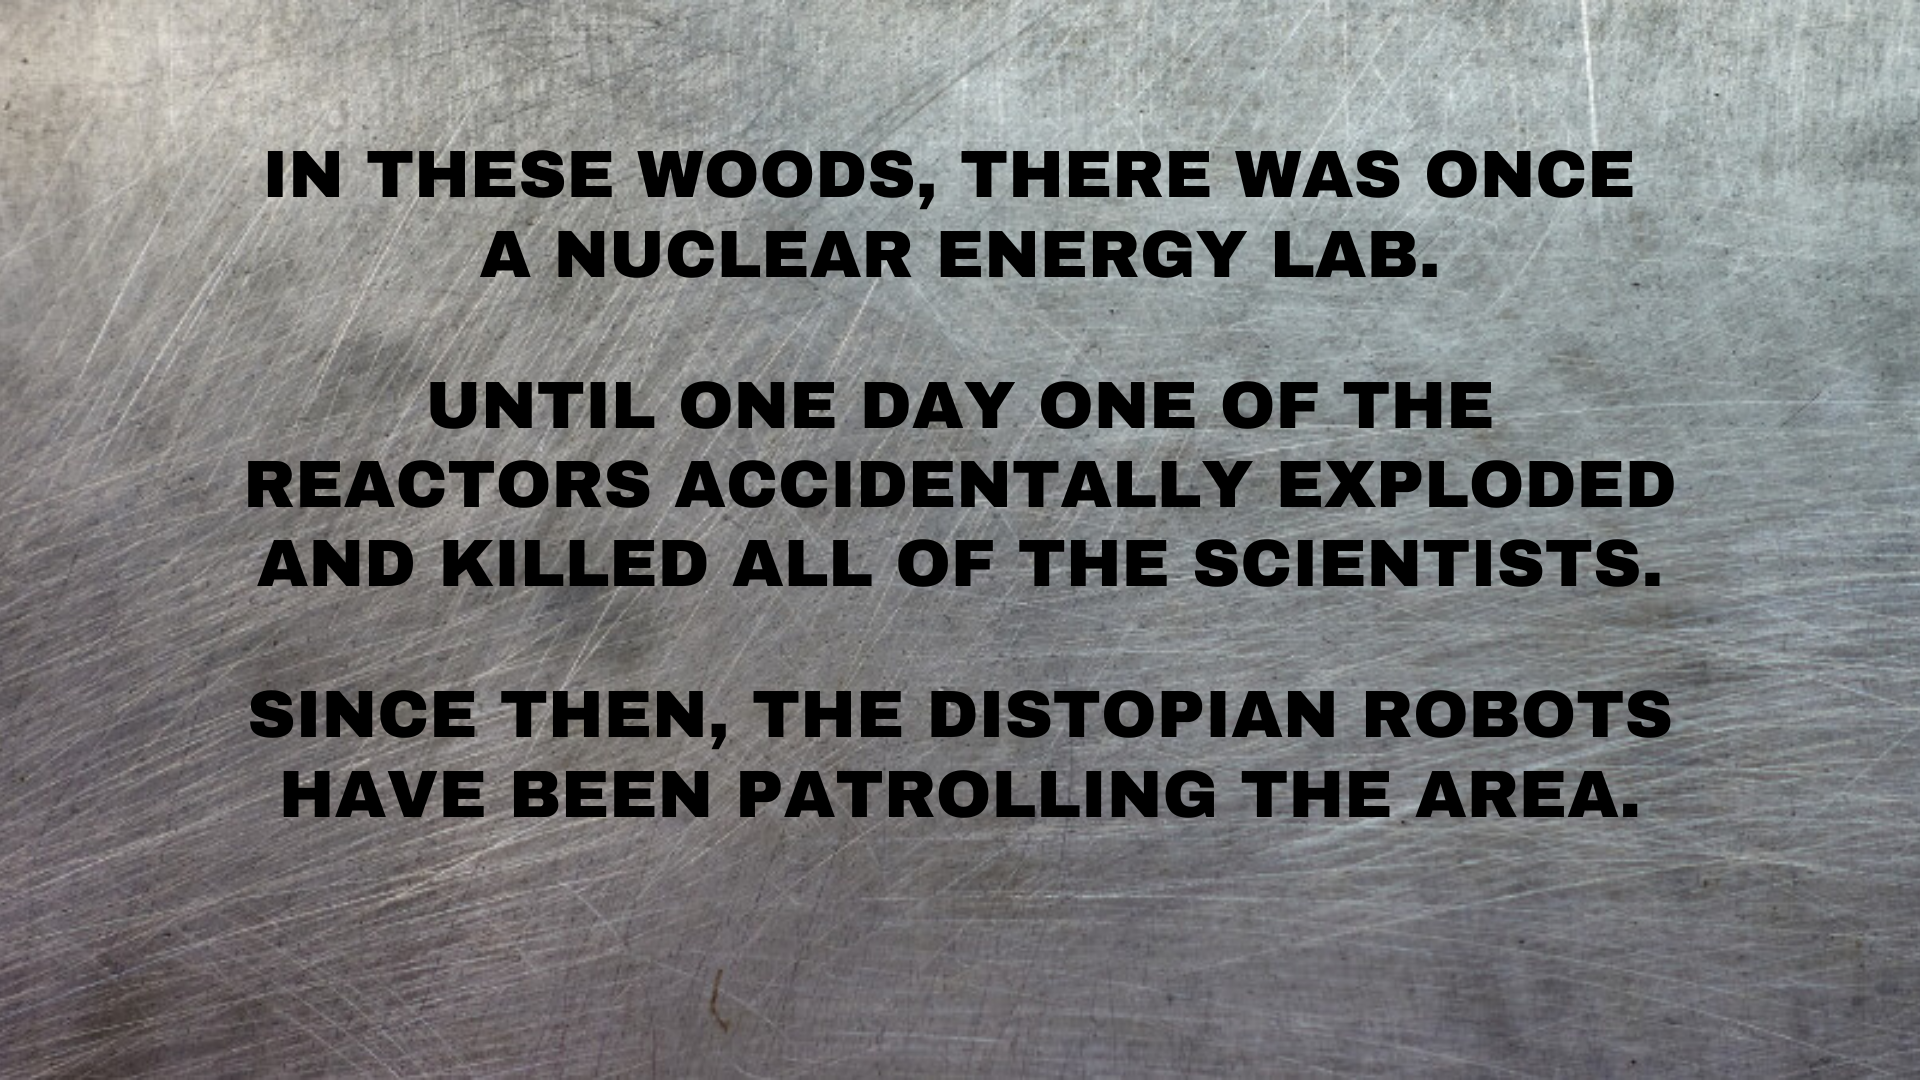 IN THESE WOODS, THERE WAS ONCE
A NUCLEAR ENERGY LAB.
UNTIL ONE DAY ONE OF THE
REACTORS ACCIDENTALLY EXPLODED
AND KILLED ALL OF THE SCIENTISTS.
SINCE THEN, THE DISTOPIAN ROBOTS
HAVE BEEN PATROLLING THE AREA.